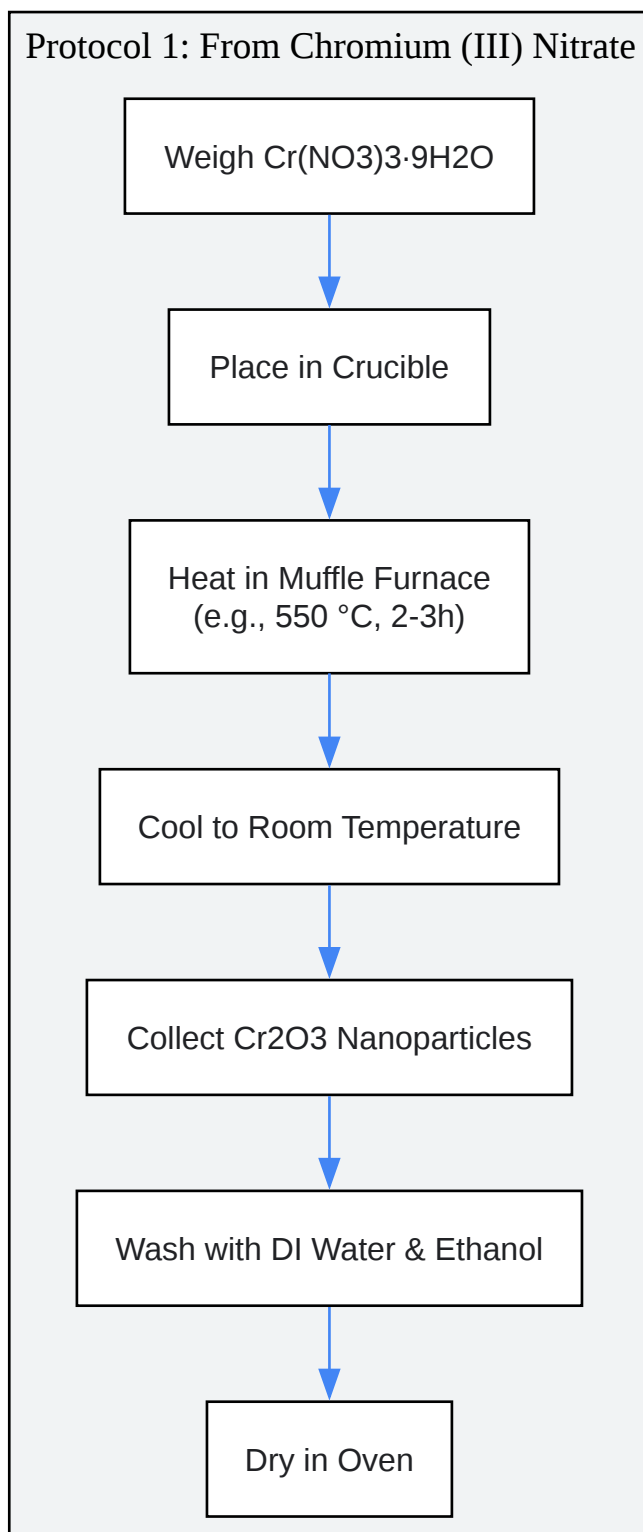 Protocol 1: From Chromium (III) Nitrate
Weigh Cr(NO3)3·9H2O
Place in Crucible
Heat in Muffle Furnace
(e.g., 550 °C, 2-3h)
Cool to Room Temperature
Collect Cr2O3 Nanoparticles
Wash with DI Water & Ethanol
Dry in Oven